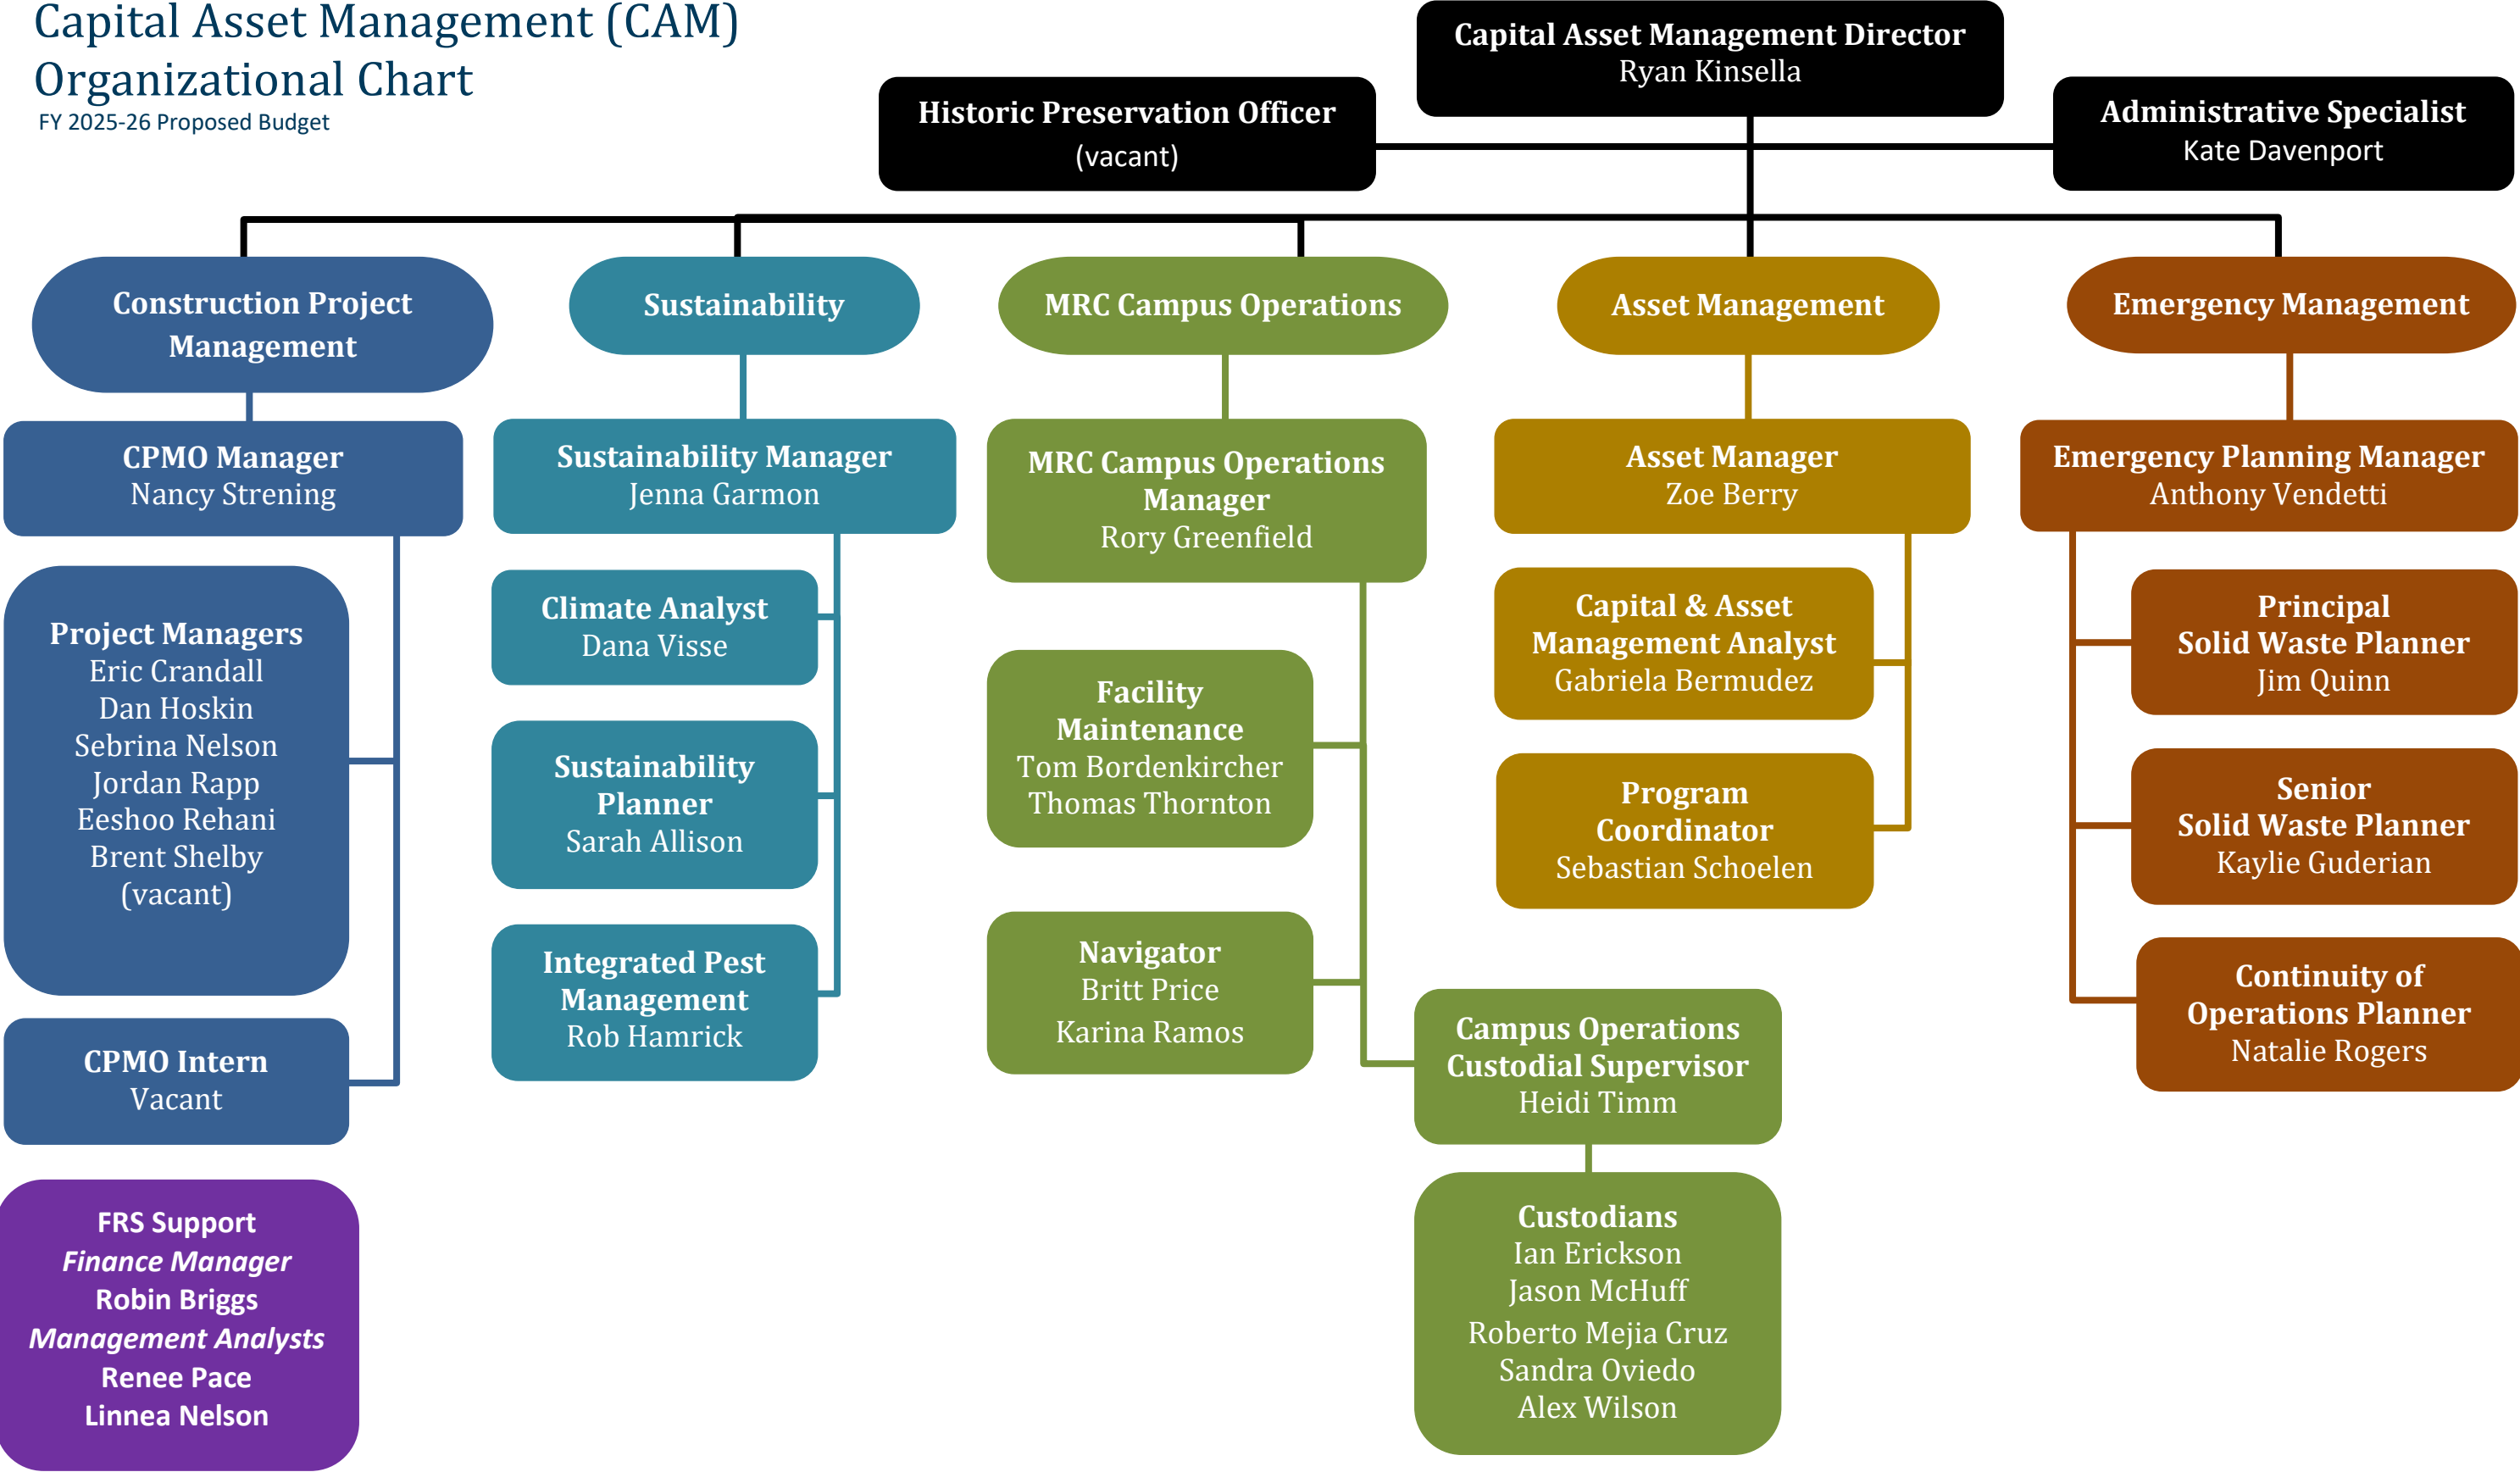 Capital Asset Management (CAM)
Organizational Chart
FY 2025-26 Proposed Budget
Capital Asset Management Director
Ryan Kinsella
Historic Preservation Officer
(vacant)
Administrative Specialist
Kate Davenport
Construction Project
Management
CPMO Manager
Nancy Strening
Project Managers
Eric Crandall
Dan Hoskin
Sebrina Nelson
Jordan Rapp
Eeshoo Rehani
Brent Shelby
(vacant)
CPMO Intern
Vacant
FRS Support
Finance Manager
Robin Briggs
Management Analysts
Renee Pace
Linnea Nelson
Sustainability
Sustainability Manager
Jenna Garmon
Climate Analyst
Dana Visse
Sustainability
Planner
Sarah Allison
Integrated Pest
Management
Rob Hamrick
MRC Campus Operations
MRC Campus Operations
Manager
Rory Greenfield
Facility
Maintenance
Tom Bordenkircher
Thomas Thornton
Navigator
Britt Price
Karina Ramos
Campus Operations
Custodial Supervisor
Heidi Timm
Custodians
Ian Erickson
Jason McHuff
Roberto Mejia Cruz
Sandra Oviedo
Alex Wilson
Asset Management
Asset Manager
Zoe Berry
Capital & Asset
Management Analyst
Gabriela Bermudez
Program
Coordinator
Sebastian Schoelen
Emergency Management
Emergency Planning Manager
Anthony Vendetti
Principal
Solid Waste Planner
Jim Quinn
Senior
Solid Waste Planner
Kaylie Guderian
Continuity of
Operations Planner
Natalie Rogers